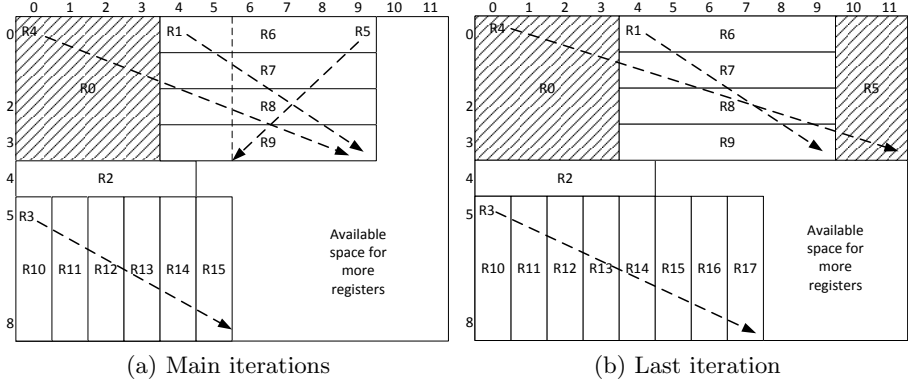 0 1 2 3 4 5 6 7 8 9 10 11
0 R4 R1 R6 R5
R7
R0
2 R8
3 R9
4 R2
5 R3
Available
space for
more
registers
R10 R11 R12 R13 R14 R15
8
(a) Main iterations
0 1 2 3 4 5 6 7 8 9 10 11
0 R4 R1 R6
R7
R0 R5
2 R8
3 R9
4 R2
5 R3
Available
space for
more
registers
R10 R11 R12 R13 R14 R15 R16 R17
8
(b) Last iteration